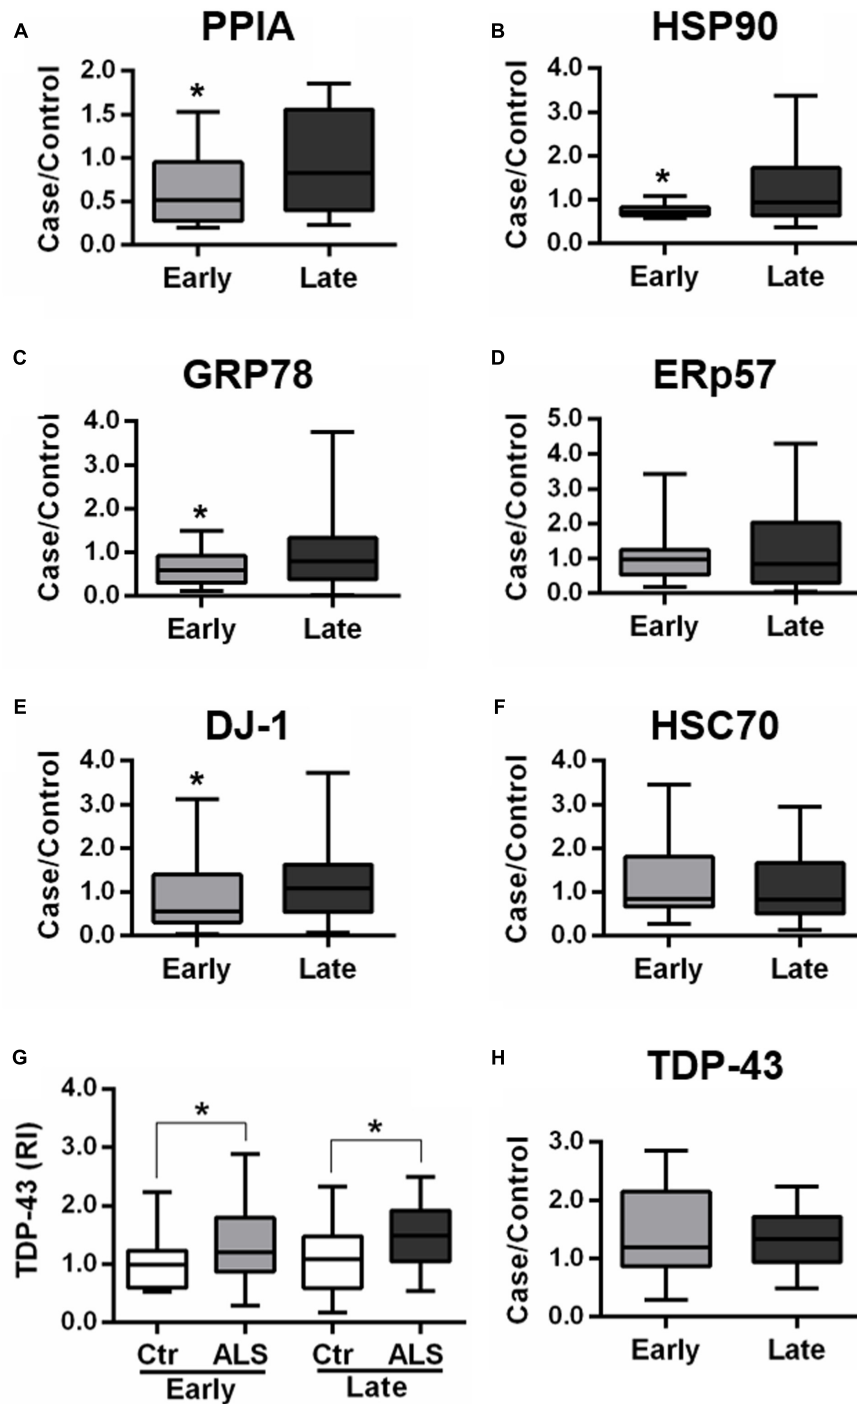 A PPIA
Case/Control
2.0
1.5
1.0
0.5
0.0
*
Early Late
B HSP90
Case/Control
4.0
3.0
2.0
1.0
0.0
*
Early Late
C GRP78
Case/Control
4.0
3.0
2.0
1.0
0.0
*
Early Late
D ERp57
Case/Control
5.0
4.0
3.0
2.0
1.0
0.0
Early Late
E DJ-1
Case/Control
4.0
3.0
2.0
1.0
0.0
*
Early Late
F HSC70
Case/Control
4.0
3.0
2.0
1.0
0.0
Early Late
G
TDP-43 (RI)
4.0
3.0
2.0
1.0
0.0
* *
Ctr ALS Ctr ALS
Early Late
H TDP-43
Case/Control
3.0
2.0
1.0
0.0
Early Late